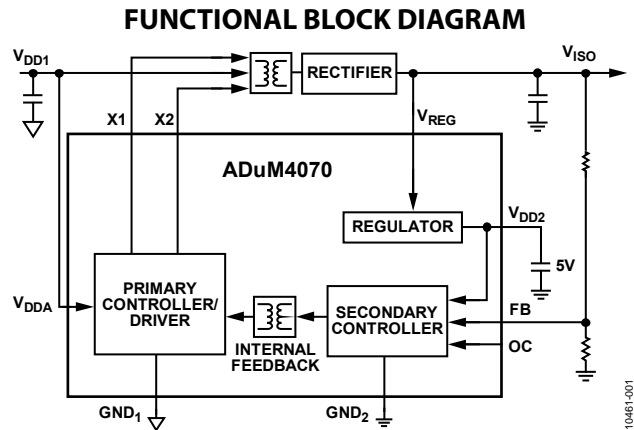 FUNCTIONAL BLOCK DIAGRAM
VDD1
RECTIFIER
VISO
X1
X2
VREG
ADuM4070
REGULATOR
VDD2
5V
PRIMARY
CONTROLLER/
DRIVER
VDDA
INTERNAL
FEEDBACK
SECONDARY
CONTROLLER
FB
OC
GND1
GND2
10461-001